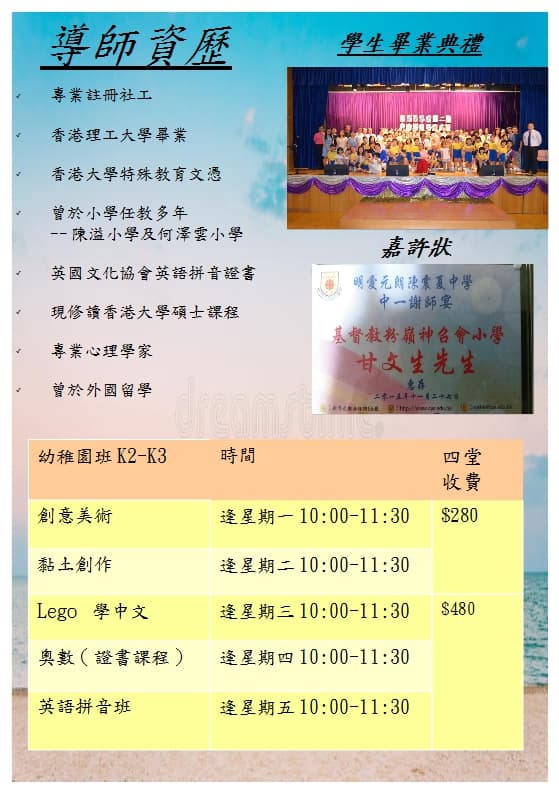 導師資歷
專業註冊社工
香港理工大學畢業
香港大學特殊教育文憑
曾於小學任教多年
--陳溢小學及何澤雲小學
英國文化協會英語拼音證書
現修讀香港大學碩士課程
專業心理學家
曾於外國留學
學生畢業典禮
嘉許狀
明愛元朗陳震夏中學
中一謝師宴
基督教粉嶺神召會小學
甘文生先生
惠存
二零一五年十一月二十七日
dreamstime
幼稚園班 K2-K3 時間 四堂
收費
創意美術 逢星期一 10:00-11:30 $280
黏土創作 逢星期二 10:00-11:30
Lego 學中文 逢星期三 10:00-11:30 $480
奧數(證書課程) 逢星期四 10:00-11:30
英語拼音班 逢星期五 10:00-11:30